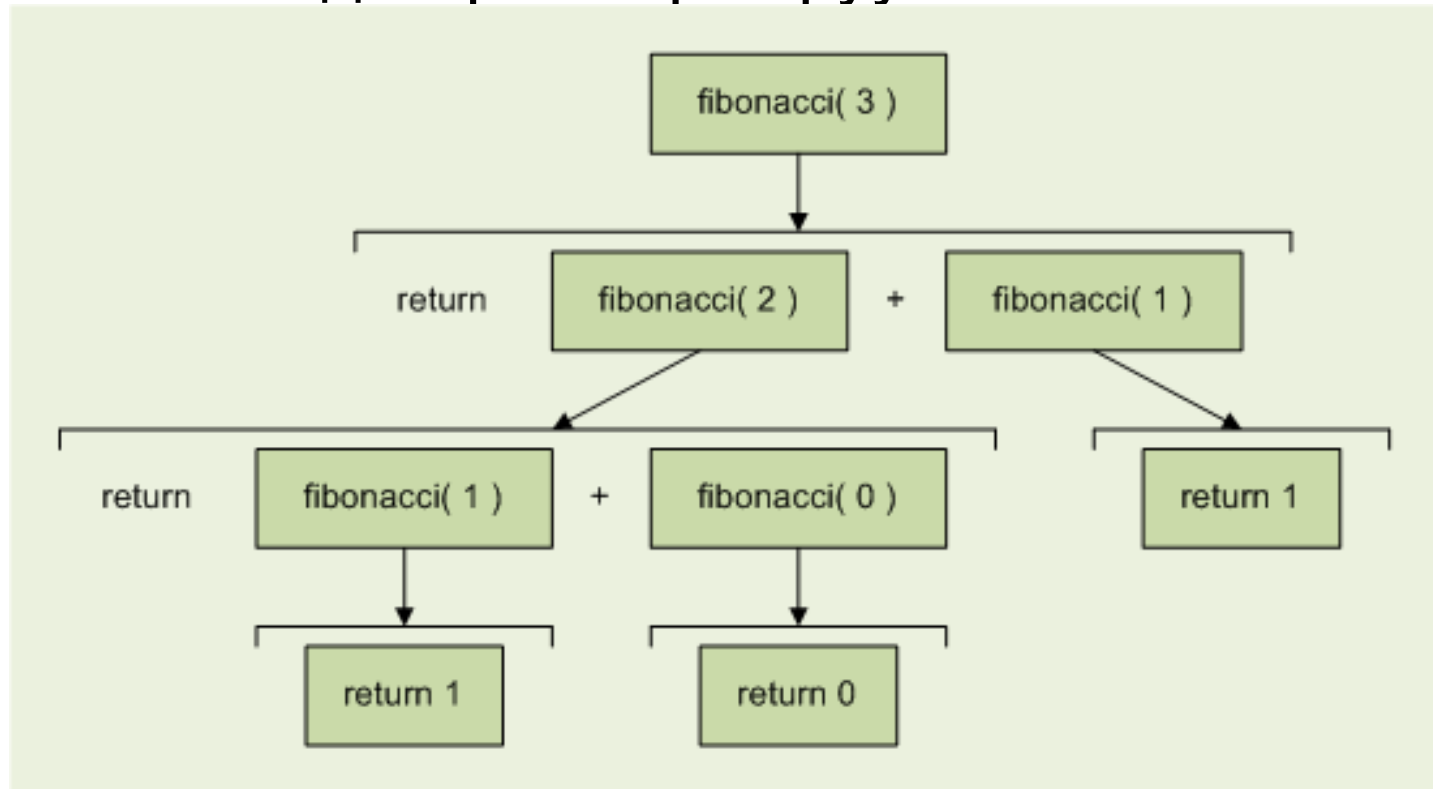 fibonacci( 3 )
return fibonacci( 2 ) + fibonacci( 1 )
return fibonacci( 1 ) + fibonacci( 0 ) return 1
return 1 return 0